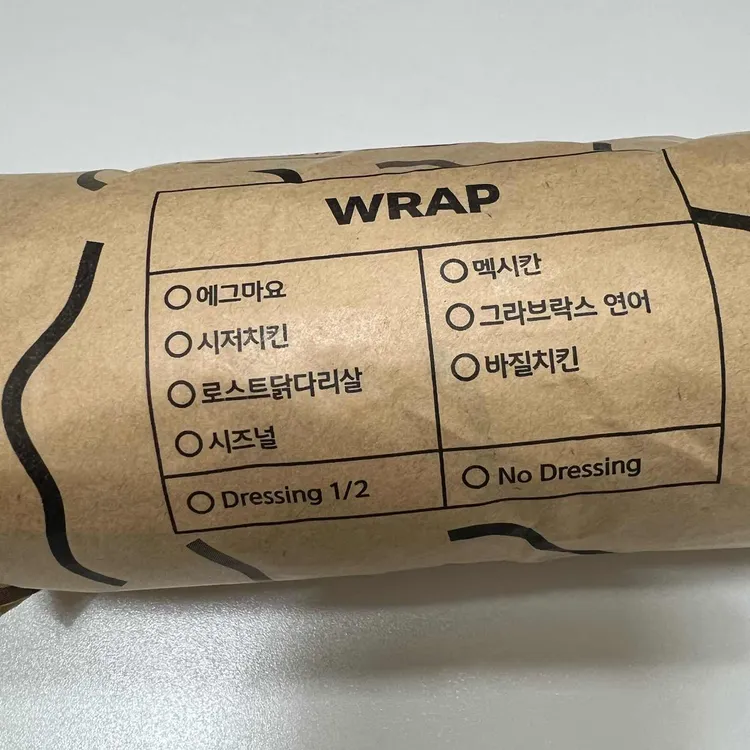 WRAP
에그마요
시저치킨
로스트닭다리살
시즈널
멕시칸
그라브락스 연어
바질치킨
Dressing 1/2
No Dressing